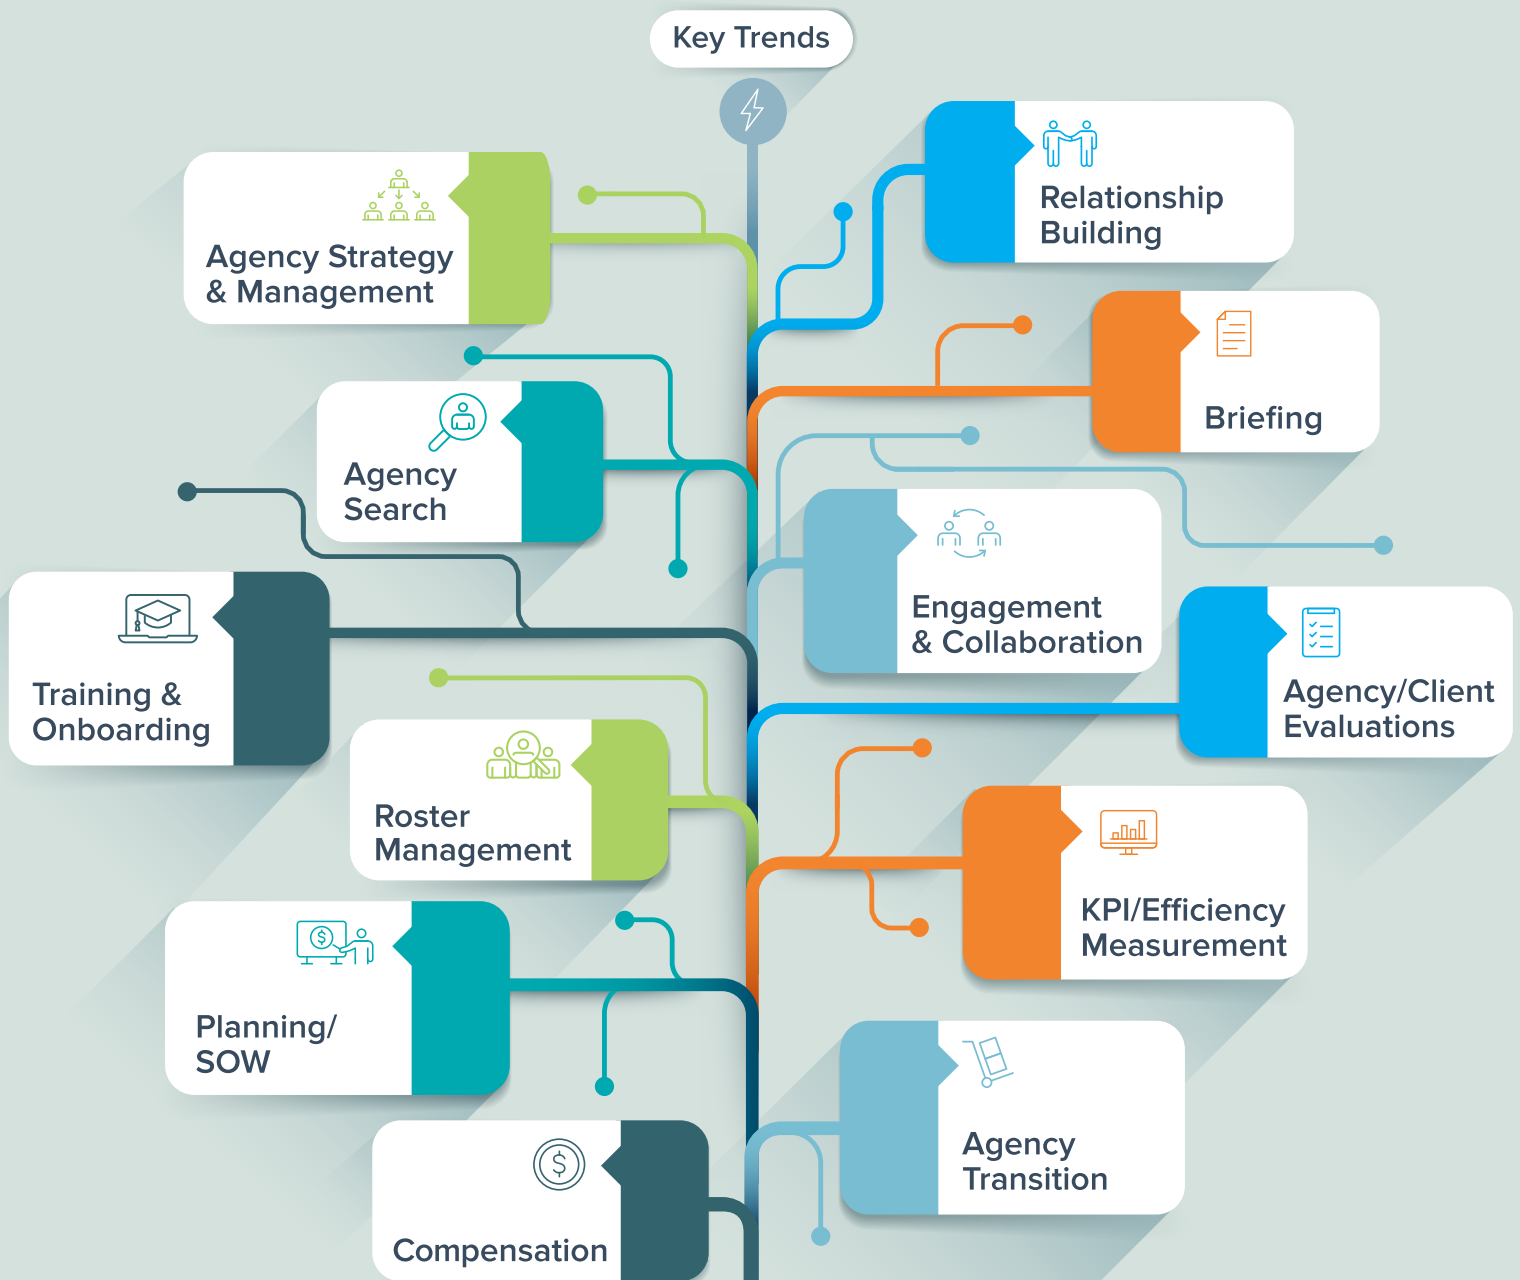 Key Trends
Relationship
Building
Agency Strategy
& Management
Briefing
Agency
Search
Engagement
& Collaboration
Training &
Onboarding
Agency/Client
Evaluations
Roster
Management
KPI/Efficiency
Measurement
Planning/
SOW
Agency
Transition
Compensation